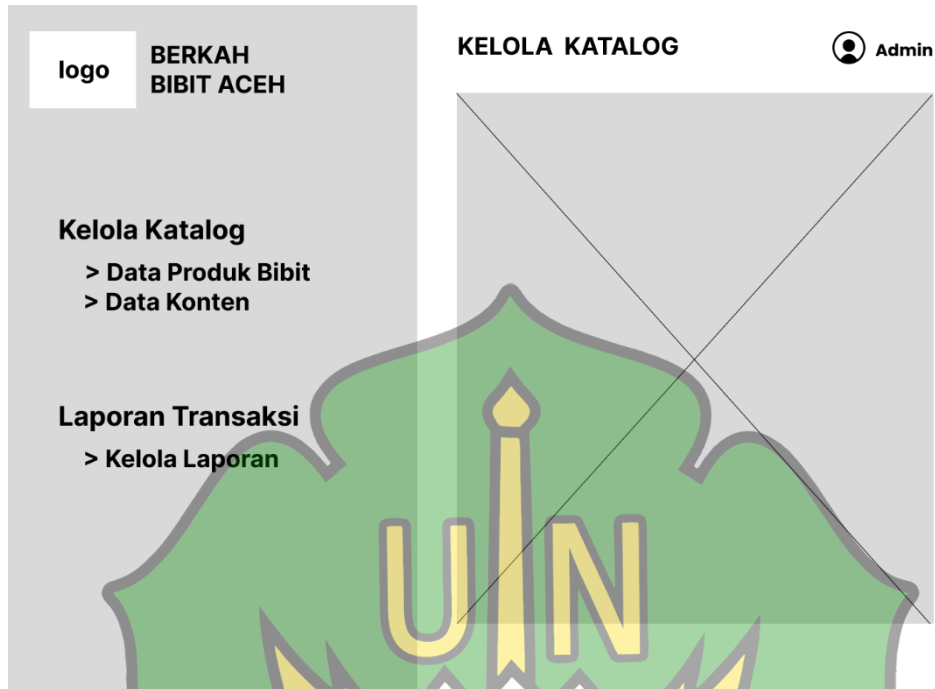 logo
BERKAH
BIBIT ACEH
KELOLA KATALOG
Admin
Kelola Katalog
> Data Produk Bibit
> Data Konten
Laporan Transaksi
> Kelola Laporan
UIN